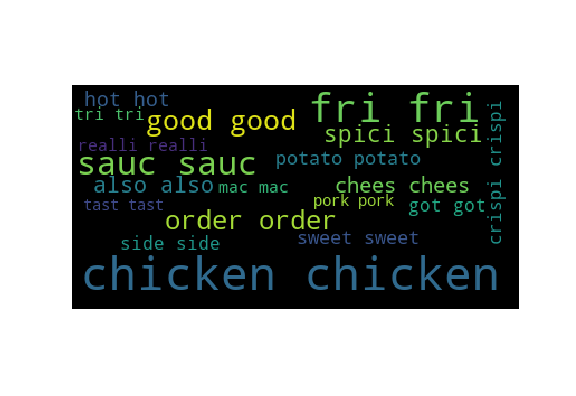 hot hot
fri fri
tri tri
good good
spici spici
realli realli
sauc sauc
potato potato
crispi crispi
also also
mac mac
chees chees
tast tast
pork pork
got got
order order
side side
sweet sweet
chicken chicken